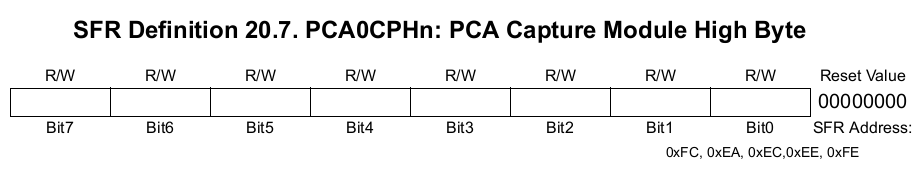 SFR Definition 20.7. PCA0CPHn: PCA Capture Module High Byte
R/W R/W R/W R/W R/W R/W R/W R/W Reset Value
00000000
Bit7 Bit6 Bit5 Bit4 Bit3 Bit2 Bit1 Bit0 SFR Address:
0xFC, 0xEA, 0xEC,0xEE, 0xFE